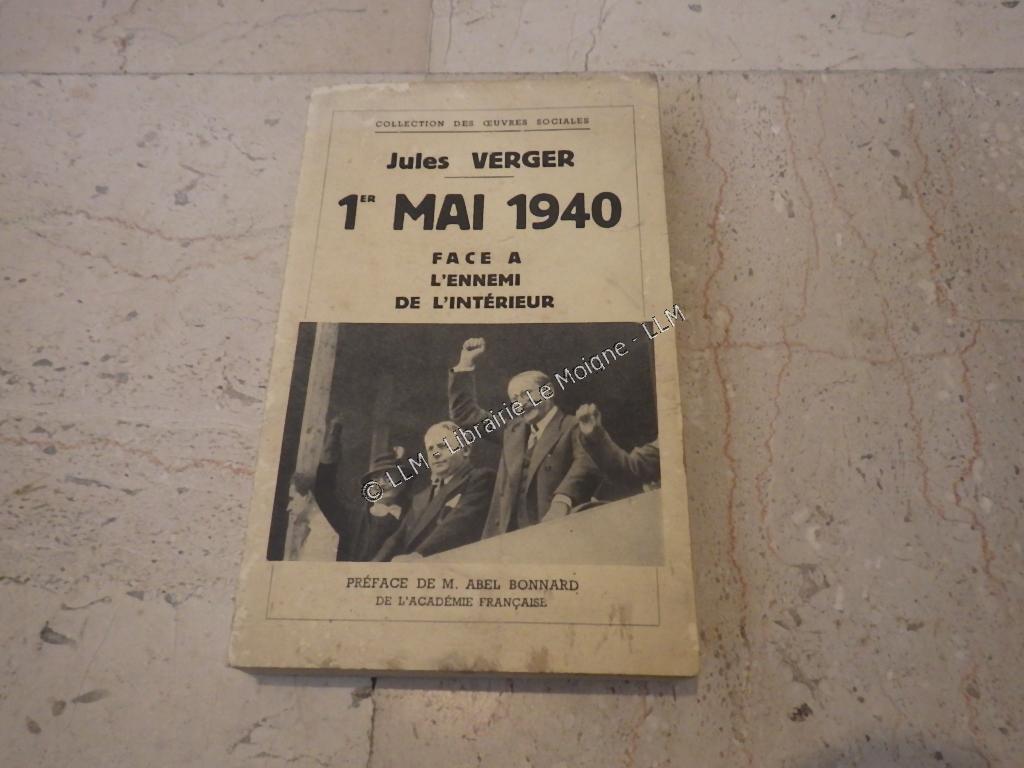 COLLECTION DES ŒUVRES SOCIALES
Jules VERGER
1ER MAI 1940
FACE A
L'ENNEMI
DE L'INTÉRIEUR
© LLM - Librairie Le Moigne - LLM
PRÉFACE DE M. ABEL BONNARD
DE L'ACADÉMIE FRANÇAISE